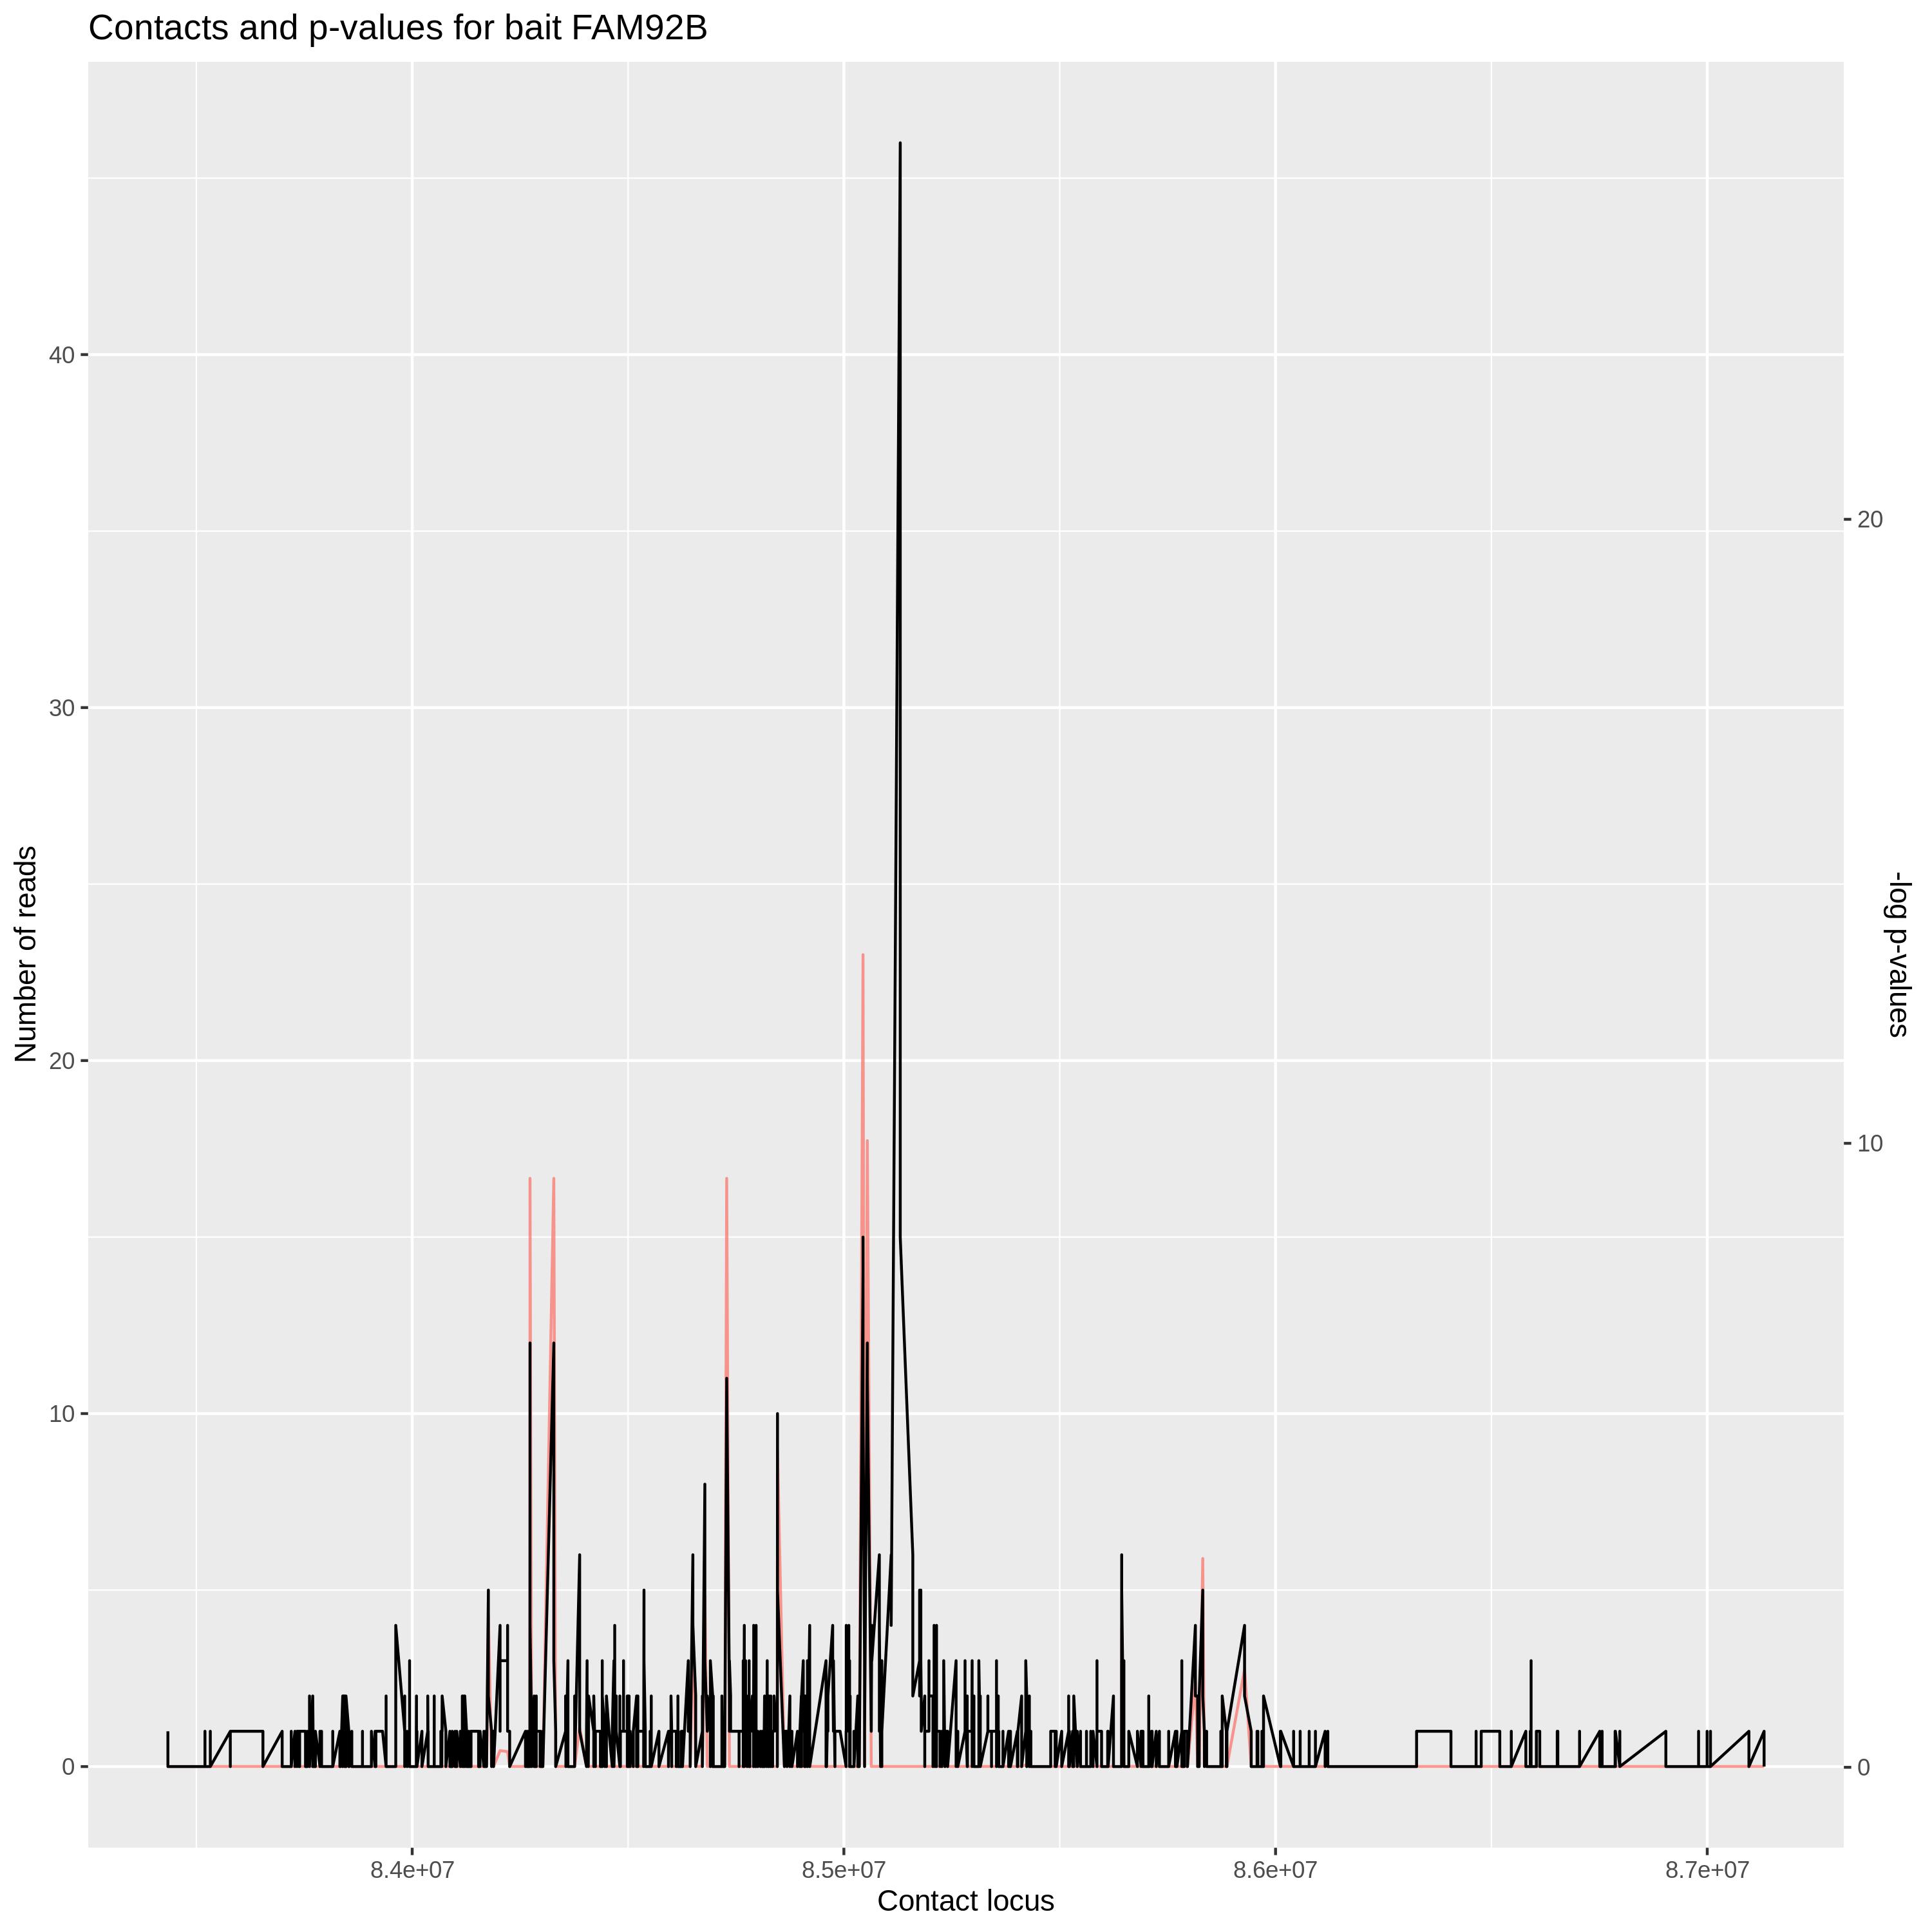 Contacts and p-values for bait FAM92B
Number of reads
40
30
20
10
0
20
10
0
-log p-values
8.4e+07 8.5e+07 8.6e+07 8.7e+07
Contact locus